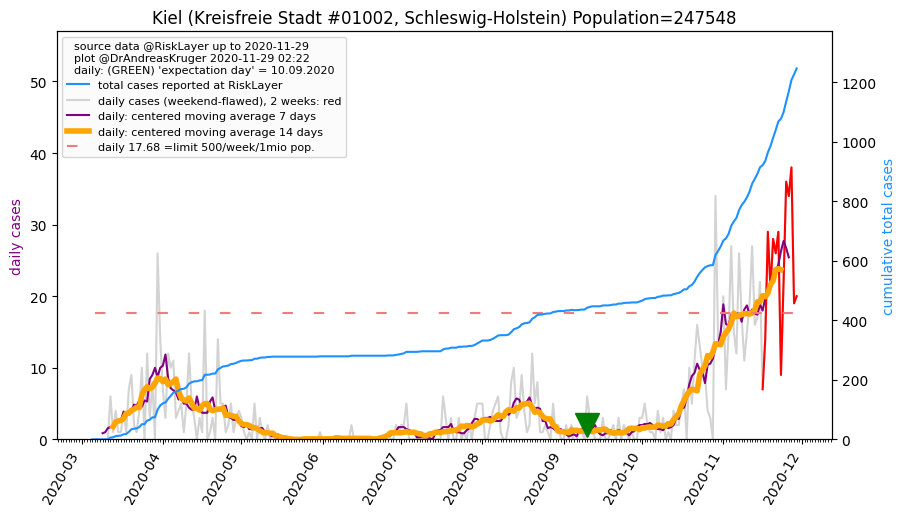 Kiel (Kreisfreie Stadt #01002, Schleswig-Holstein) Population=247548
source data @RiskLayer up to 2020-11-29
plot @DrAndreasKruger 2020-11-29 02:22
daily: (GREEN) 'expectation day' = 10.09.2020
total cases reported at RiskLayer
daily cases (weekend-flawed), 2 weeks: red
daily: centered moving average 7 days
daily: centered moving average 14 days
daily 17.68 =limit 500/week/1mio pop.
daily cases
50
40
30
20
10
0
cumulative total cases
1200
1000
800
600
400
200
0
2020-03
2020-04
2020-05
2020-06
2020-07
2020-08
2020-09
2020-10
2020-11
2020-12